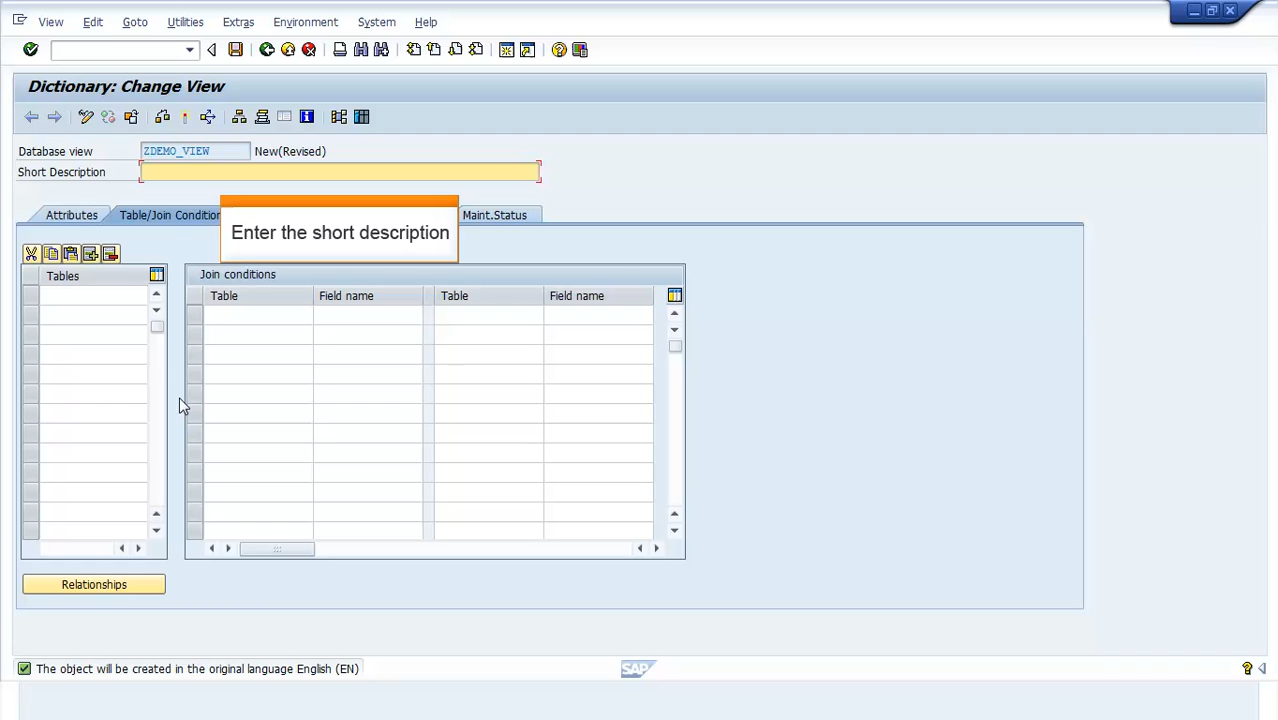 View Edit Goto Utilities Extras Environment System Help
Dictionary: Change View
Database view ZDEMO_VIEW New(Revised)
Short Description
Attributes Table/Join Condition Maint.Status
Enter the short description
Tables
Join conditions
Table Field name Table Field name
Relationships
The object will be created in the original language English (EN)
SAP